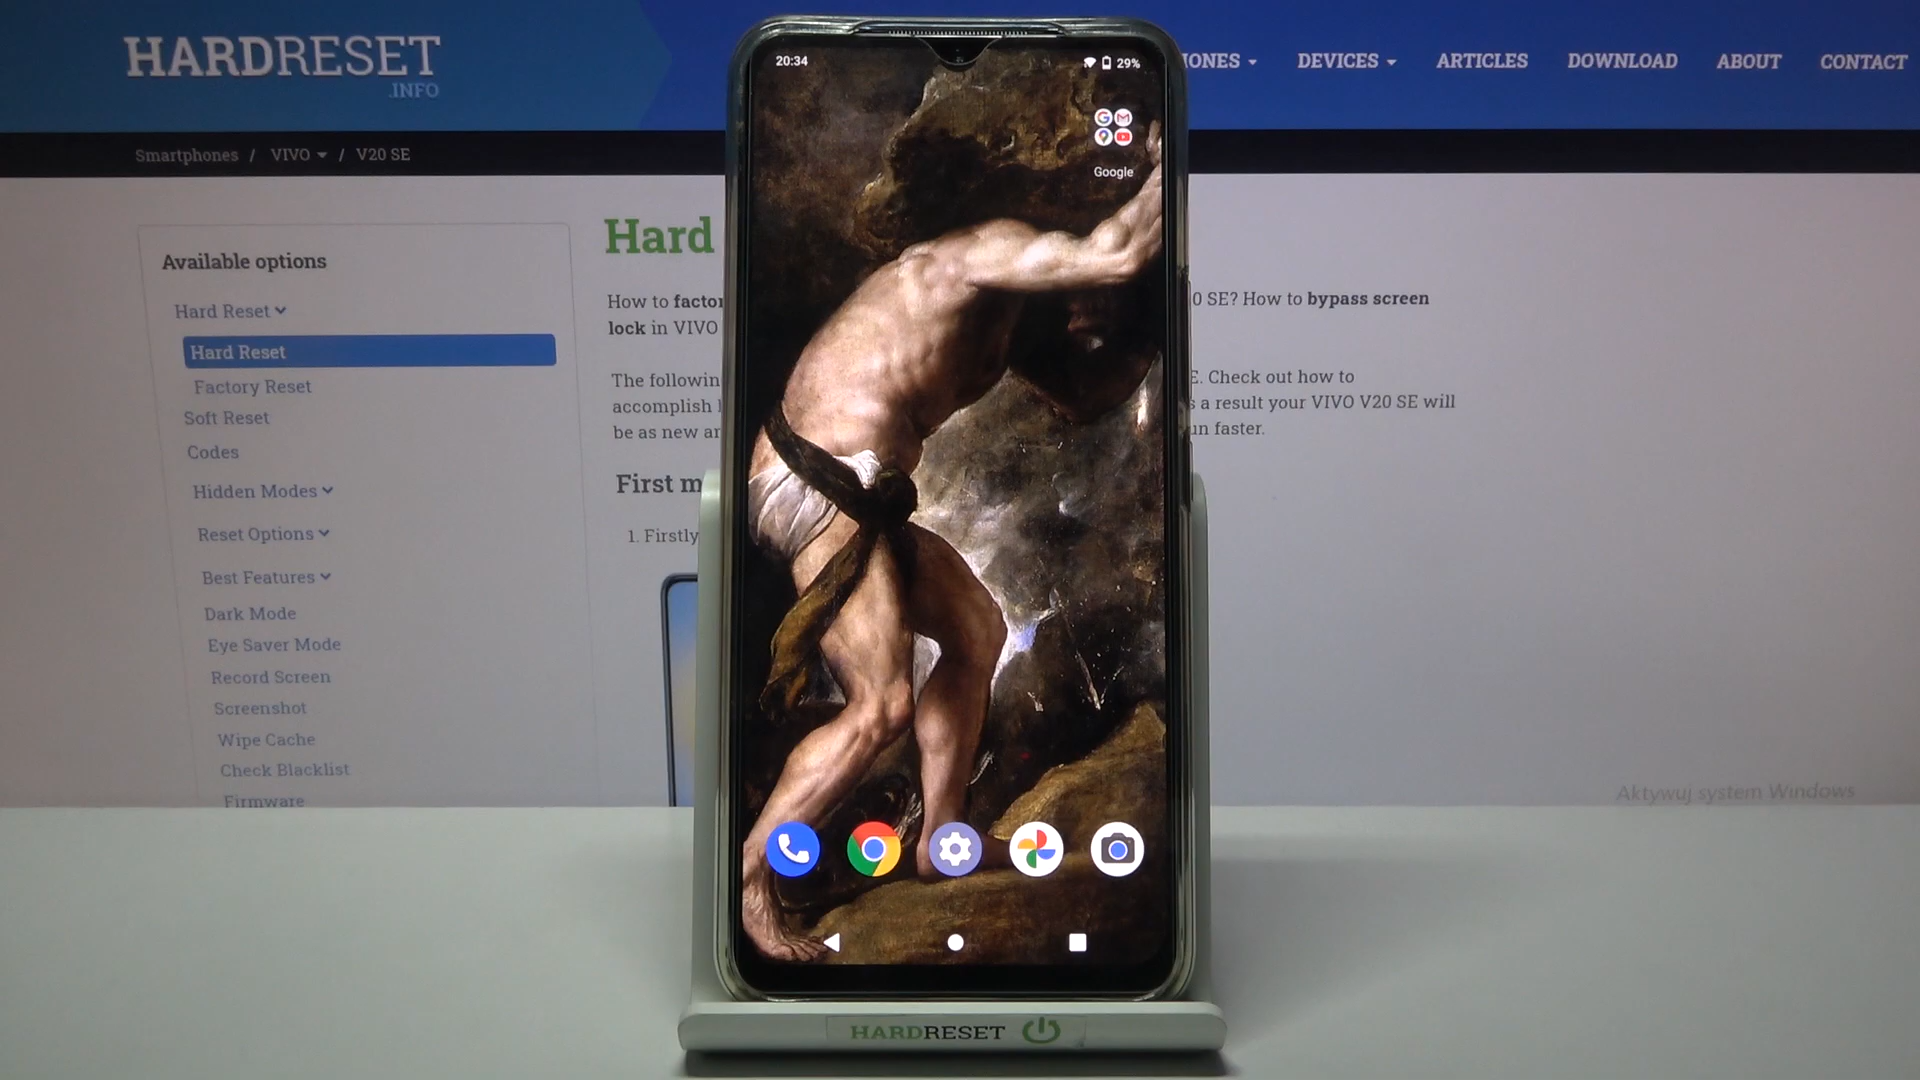 HARDRESET
.INFO
IONES DEVICES ARTICLES DOWNLOAD ABOUT CONTACT
Smartphones / VIVO / V20 SE
20:34
29%
Google
Available options
Hard Reset
Hard Reset
Factory Reset
Soft Reset
Codes
Hidden Modes
Reset Options
Best Features
Dark Mode
Eye Saver Mode
Record Screen
Screenshot
Wipe Cache
Check Blacklist
Firmware
Hard
How to factor 0 SE? How to bypass screen
lock in VIVO
The followin E. Check out how to
accomplish s a result your VIVO V20 SE will
be as new an un faster.
First m
1. Firstly
Aktywuj system Windows
HARDRESET